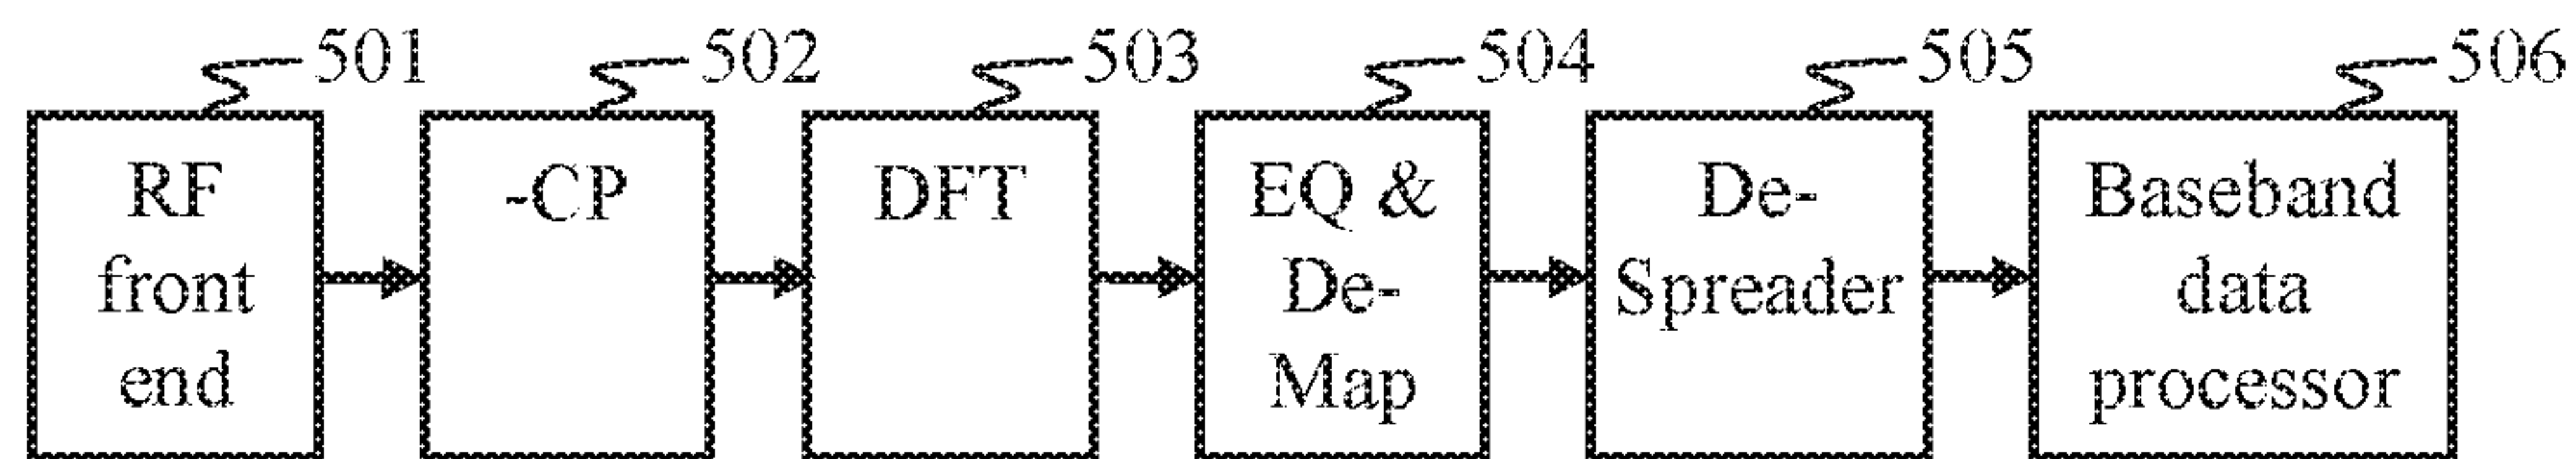 501 502 503 504 505 506
RF
front
end
-CP
DFT
EQ &
De-
Map
De-
Spreader
Baseband
data
processor